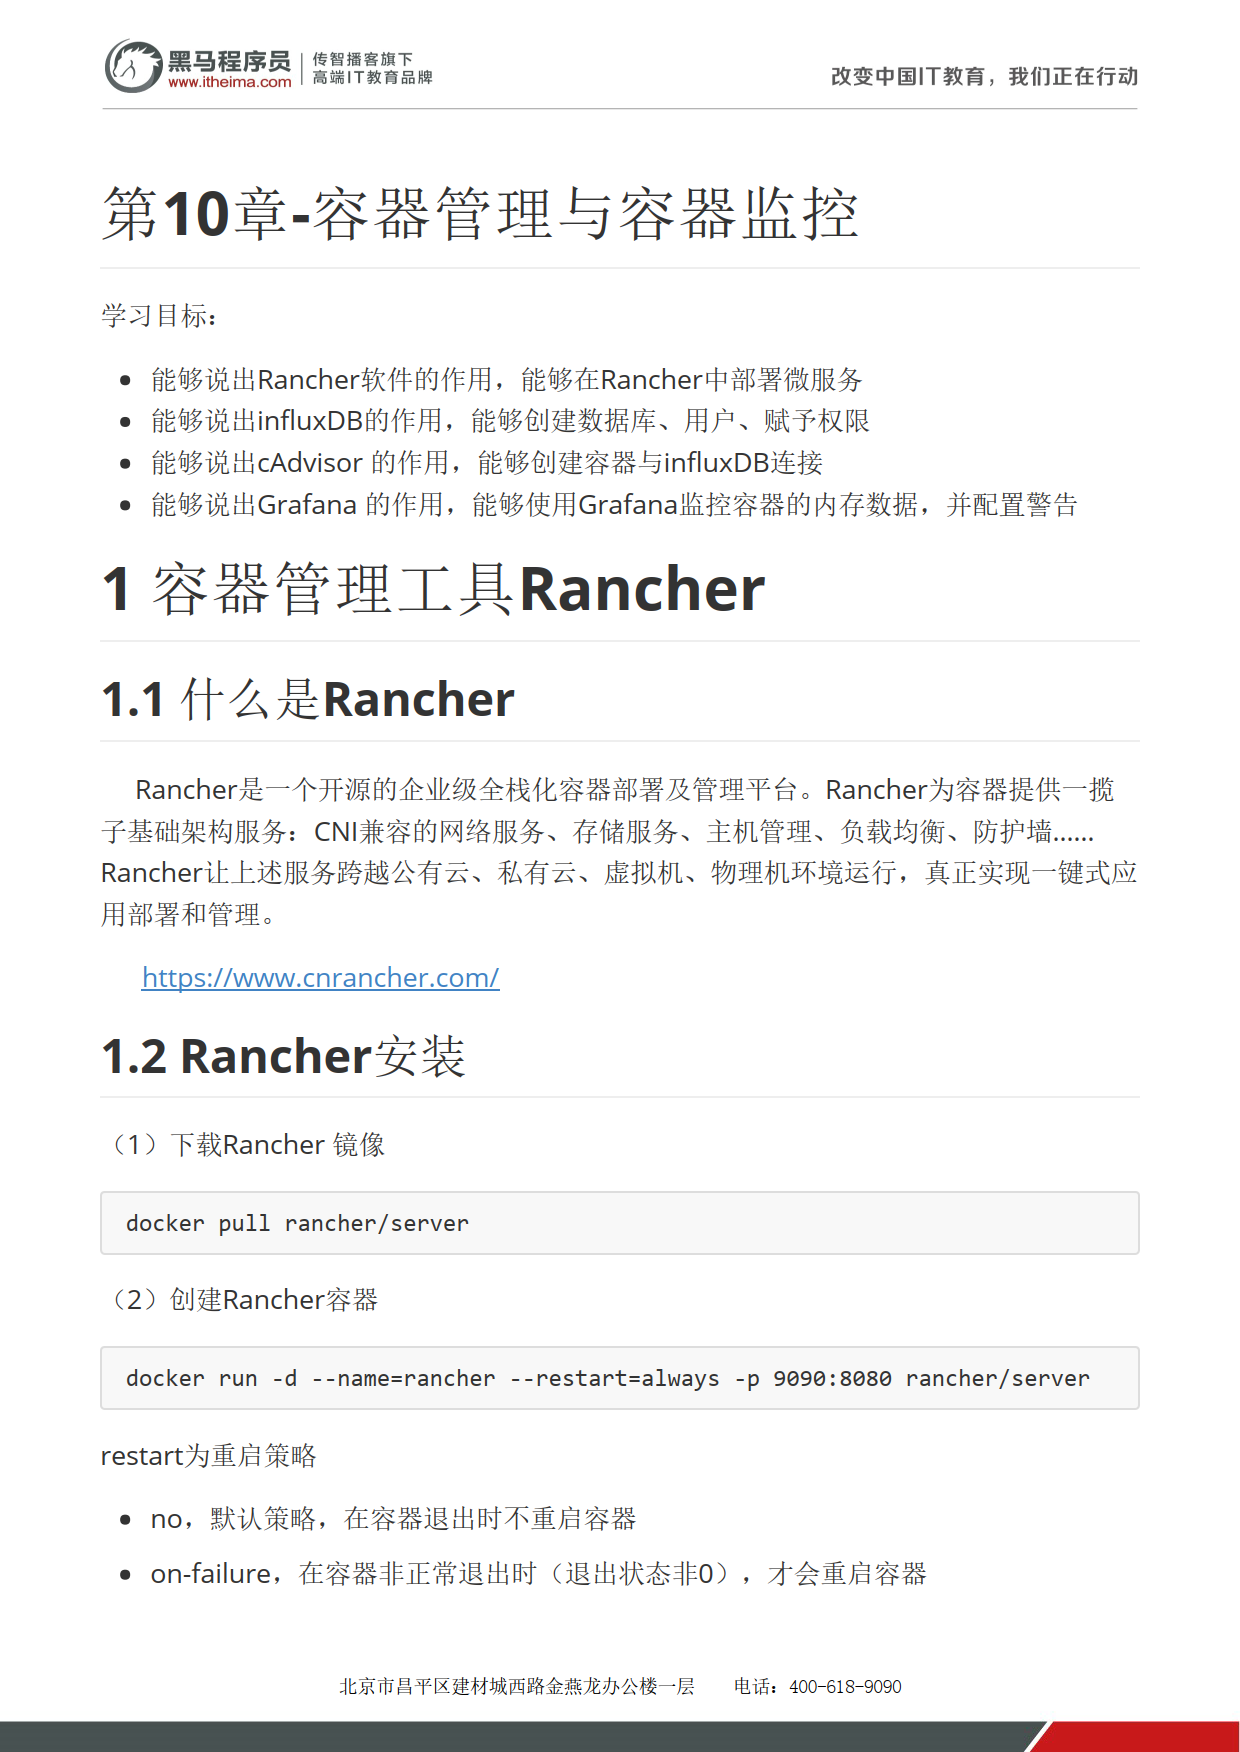 黑马程序员
www.itheima.com
传智播客旗下
高端IT教育品牌
改变中国IT教育，我们正在行动
第10章-容器管理与容器监控
学习目标：
能够说出Rancher软件的作用，能够在Rancher中部署微服务
能够说出influxDB的作用，能够创建数据库、用户、赋予权限
能够说出cAdvisor 的作用，能够创建容器与influxDB连接
能够说出Grafana 的作用，能够使用Grafana监控容器的内存数据，并配置警告
1 容器管理工具Rancher
1.1 什么是Rancher
Rancher是一个开源的企业级全栈化容器部署及管理平台。Rancher为容器提供一揽
子基础架构服务：CNI兼容的网络服务、存储服务、主机管理、负载均衡、防护墙......
Rancher让上述服务跨越公有云、私有云、虚拟机、物理机环境运行，真正实现一键式应
用部署和管理。
https://www.cnrancher.com/
1.2 Rancher安装
（1）下载Rancher 镜像
docker pull rancher/server
（2）创建Rancher容器
docker run -d --name=rancher --restart=always -p 9090:8080 rancher/server
restart为重启策略
no，默认策略，在容器退出时不重启容器
on-failure，在容器非正常退出时（退出状态非0），才会重启容器
北京市昌平区建材城西路金燕龙办公楼一层 电话：400-618-9090